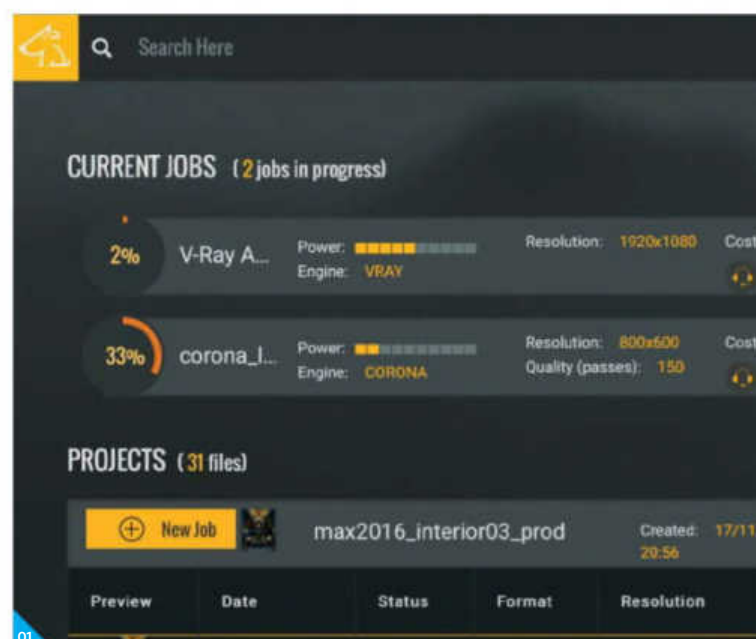 Search Here
CURRENT JOBS (2 jobs in progress)
2% V-Ray A... Power: Resolution: 1920x1080 Cost
Engine: VRAY
33% corona_l... Power: Resolution: 800x600 Cost
Engine: CORONA Quality (passes): 150
PROJECTS (31 files)
New Job max2016_interior03_prod Created: 17/11
20:56
Preview Date Status Format Resolution
01